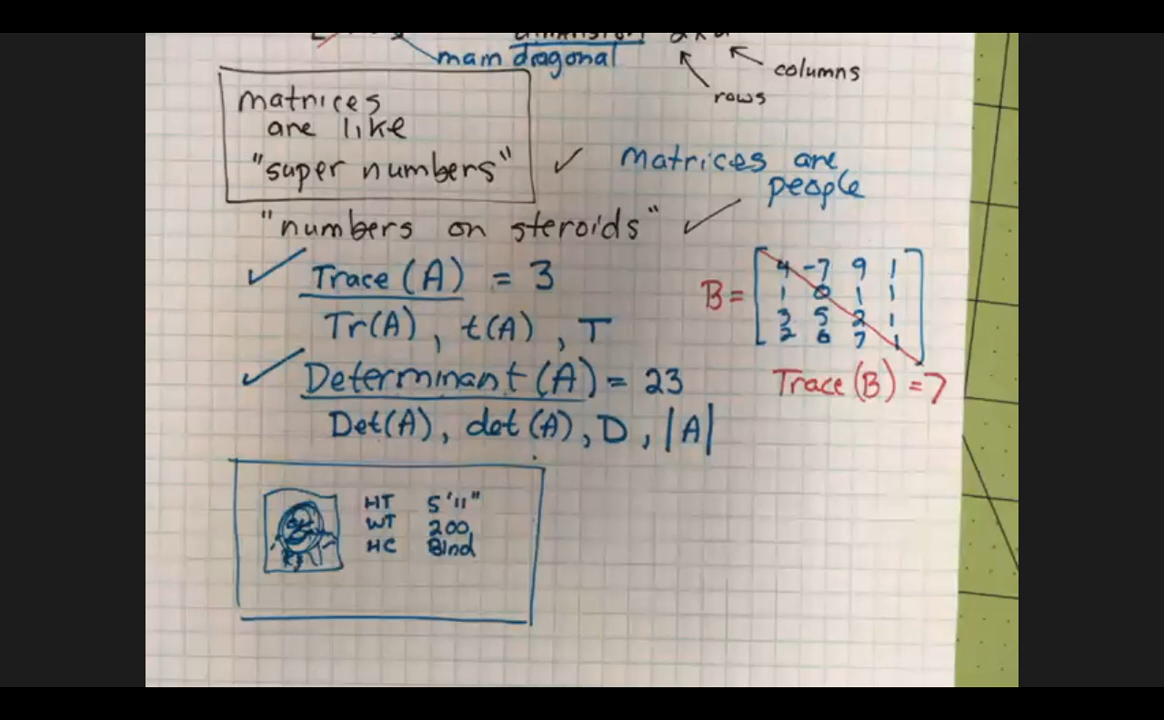 main diagonal
columns
rows
matrices
are like
"super numbers"
matrices are
people
"numbers on steroids"
Trace (A) = 3
Tr(A), t(A), T
B = [4 -7 9 1
1 0 1 1
3 5 2 1
2 6 7 1]
Trace (B) = 7
Determinant (A) = 23
Det(A), det(A), D, |A|
HT 5'11"
WT 200
HC Blnd